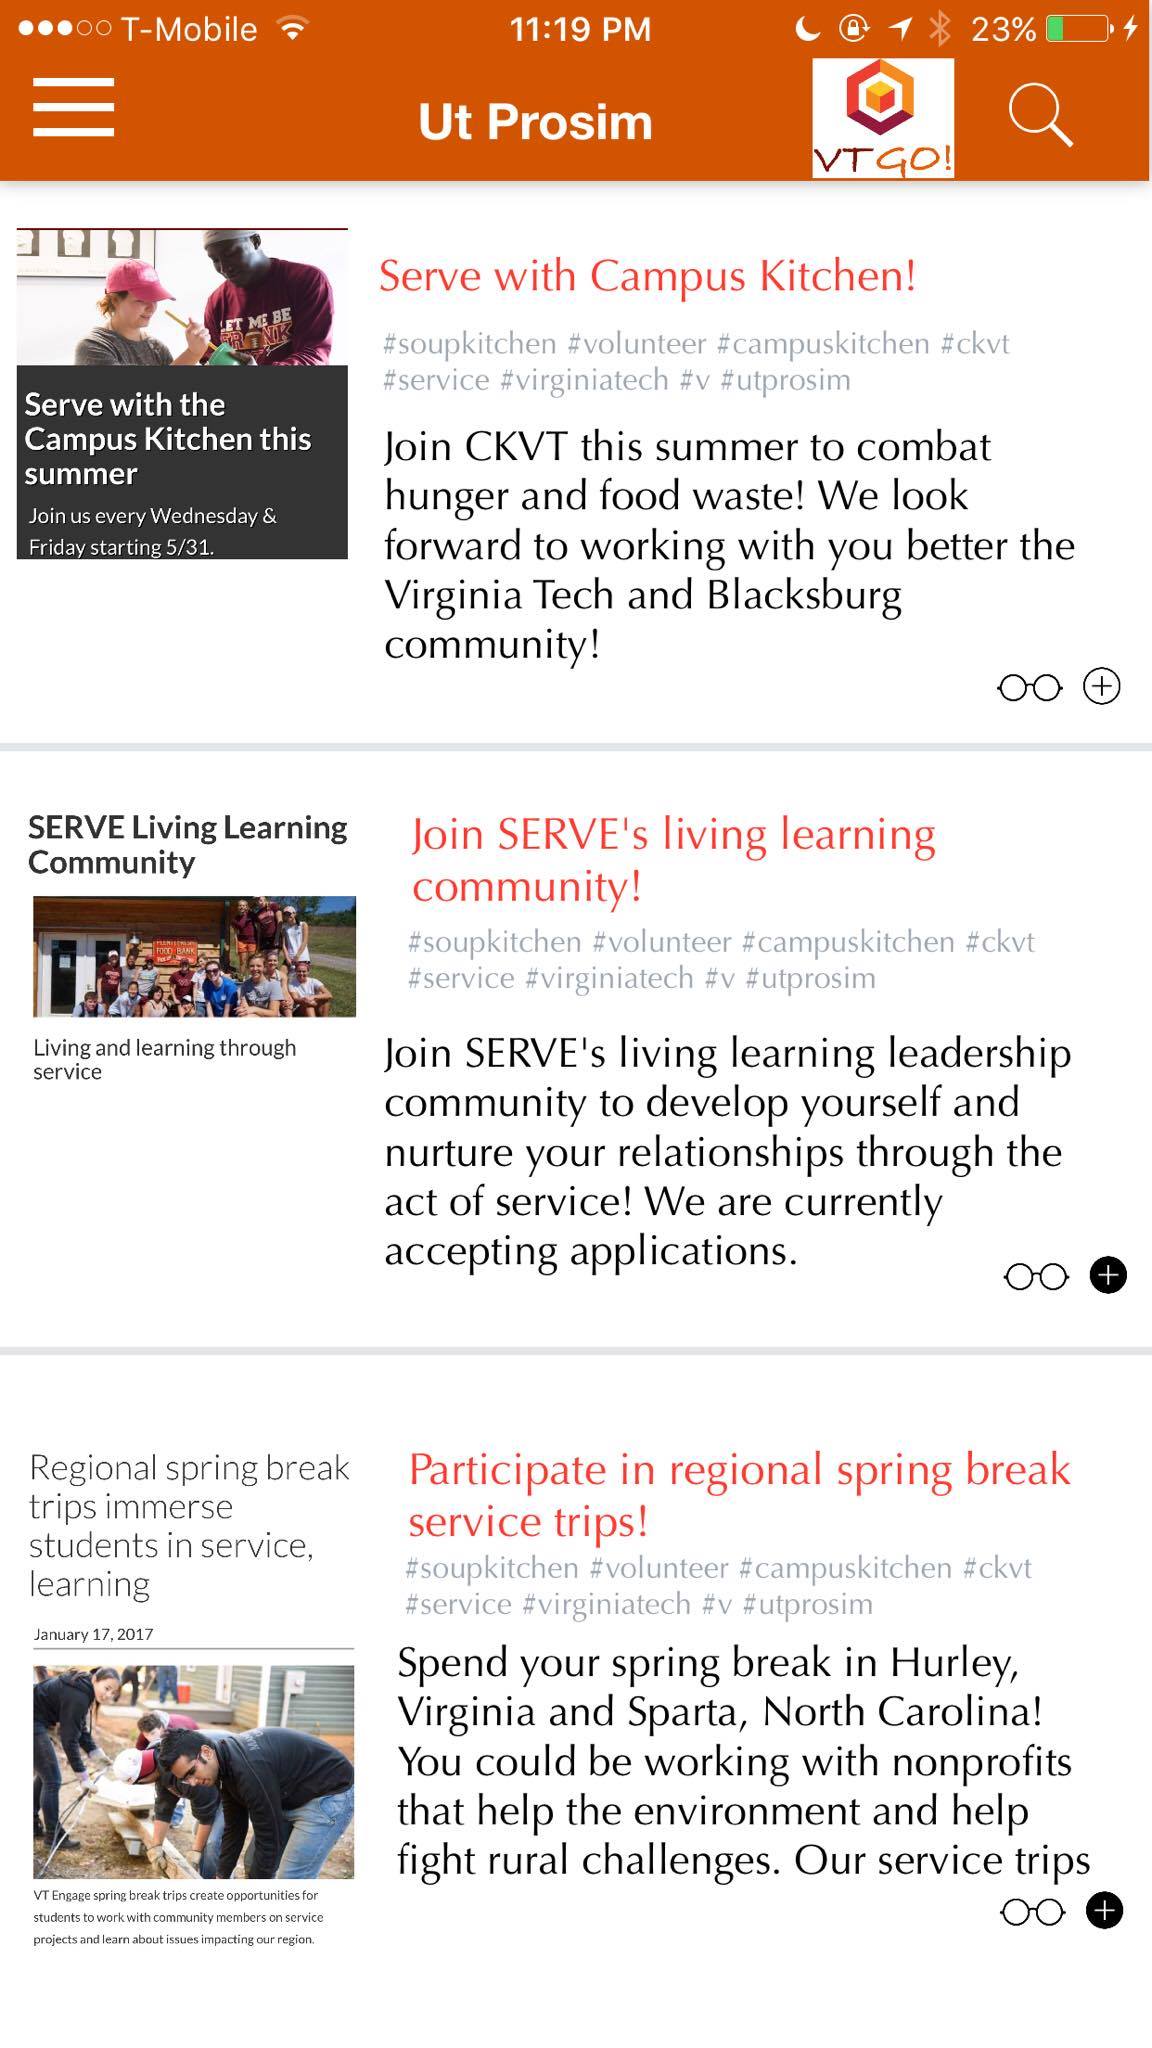 T-Mobile 11:19 PM 23%
Ut Prosim
VT GO!
Serve with Campus Kitchen!
#soupkitchen #volunteer #campuskitchen #ckvt
#service #virginiatech #v #utprosim
LET ME BE
Serve with the
Campus Kitchen this
summer
Join us every Wednesday &
Friday starting 5/31.
Join CKVT this summer to combat
hunger and food waste! We look
forward to working with you better the
Virginia Tech and Blacksburg
community!
SERVE Living Learning
Community
FOOD BANK
Living and learning through
service
Join SERVE's living learning
community!
#soupkitchen #volunteer #campuskitchen #ckvt
#service #virginiatech #v #utprosim
Join SERVE's living learning leadership
community to develop yourself and
nurture your relationships through the
act of service! We are currently
accepting applications.
Regional spring break
trips immerse
students in service,
learning
January 17, 2017
VT Engage spring break trips create opportunities for
students to work with community members on service
projects and learn about issues impacting our region.
Participate in regional spring break
service trips!
#soupkitchen #volunteer #campuskitchen #ckvt
#service #virginiatech #v #utprosim
Spend your spring break in Hurley,
Virginia and Sparta, North Carolina!
You could be working with nonprofits
that help the environment and help
fight rural challenges. Our service trips